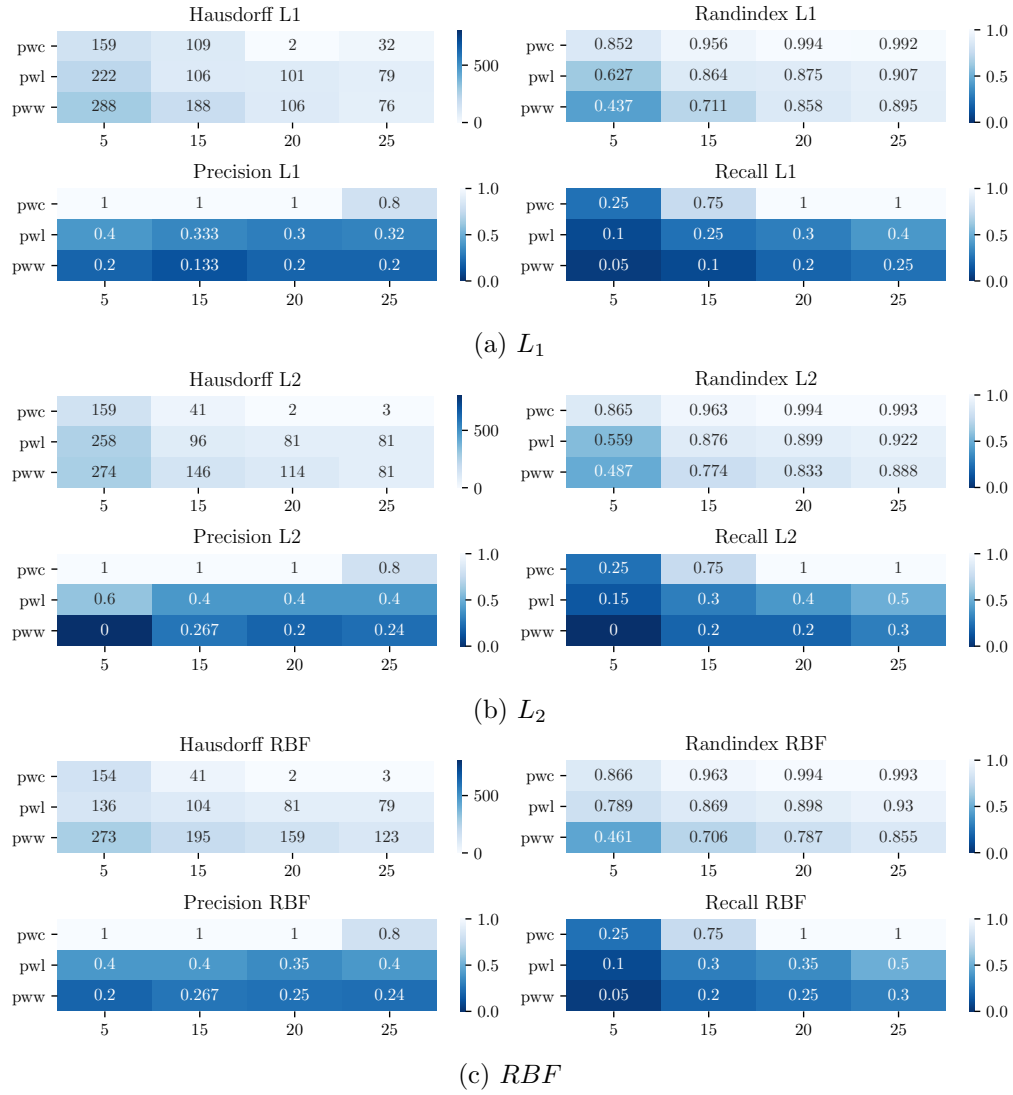 Hausdorff L1
pwc 159 109 2 32
pwl 222 106 101 79
pww 288 188 106 76
5 15 20 25
500
0
Randindex L1
0.852 0.956 0.994 0.992
0.627 0.864 0.875 0.907
0.437 0.711 0.858 0.895
5 15 20 25
1.0
0.5
0.0
Precision L1
pwc 1 1 1 0.8
pwl 0.4 0.333 0.3 0.32
pww 0.2 0.133 0.2 0.2
5 15 20 25
1.0
0.5
0.0
Recall L1
0.25 0.75 1 1
0.1 0.25 0.3 0.4
0.05 0.1 0.2 0.25
5 15 20 25
1.0
0.5
0.0
(a) L₁
Hausdorff L2
pwc 159 41 2 3
pwl 258 96 81 81
pww 274 146 114 81
5 15 20 25
500
0
Randindex L2
0.865 0.963 0.994 0.993
0.559 0.876 0.899 0.922
0.487 0.774 0.833 0.888
5 15 20 25
1.0
0.5
0.0
Precision L2
pwc 1 1 1 0.8
pwl 0.6 0.4 0.4 0.4
pww 0 0.267 0.2 0.24
5 15 20 25
1.0
0.5
0.0
Recall L2
0.25 0.75 1 1
0.15 0.3 0.4 0.5
0 0.2 0.2 0.3
5 15 20 25
1.0
0.5
0.0
(b) L₂
Hausdorff RBF
pwc 154 41 2 3
pwl 136 104 81 79
pww 273 195 159 123
5 15 20 25
500
0
Randindex RBF
0.866 0.963 0.994 0.993
0.789 0.869 0.898 0.93
0.461 0.706 0.787 0.855
5 15 20 25
1.0
0.5
0.0
Precision RBF
pwc 1 1 1 0.8
pwl 0.4 0.4 0.35 0.4
pww 0.2 0.267 0.25 0.24
5 15 20 25
1.0
0.5
0.0
Recall RBF
0.25 0.75 1 1
0.1 0.3 0.35 0.5
0.05 0.2 0.25 0.3
5 15 20 25
1.0
0.5
0.0
(c) RBF